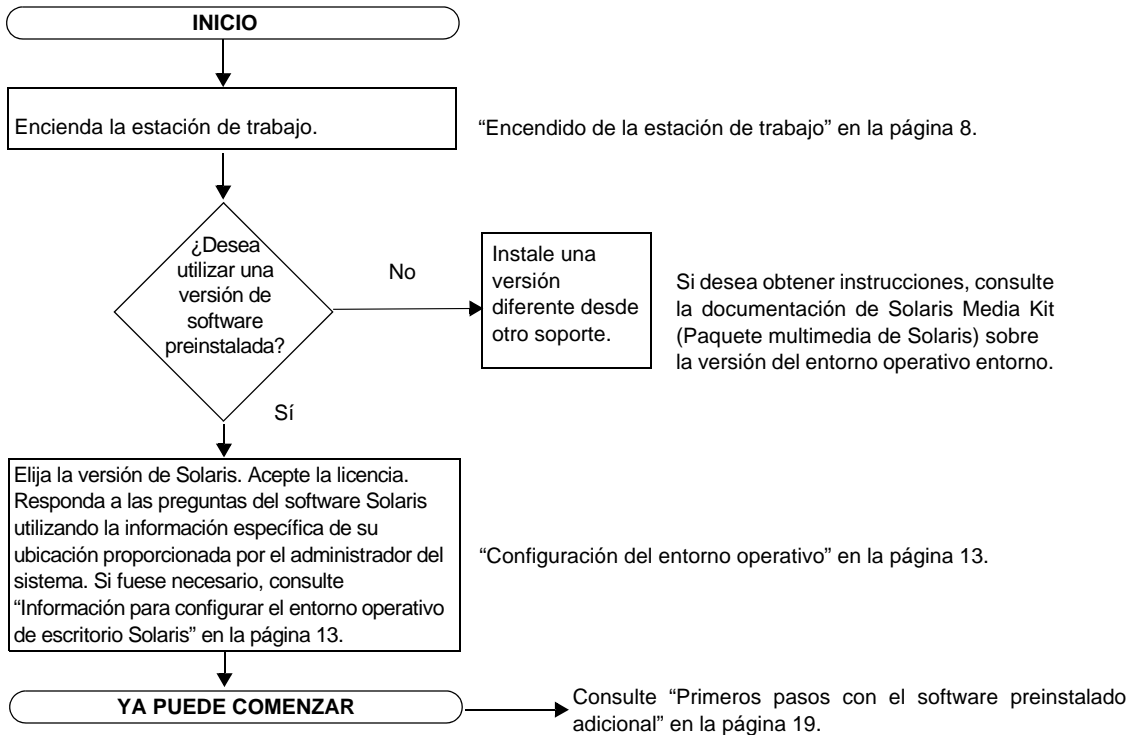 INICIO
Encienda la estación de trabajo.
“Encendido de la estación de trabajo” en la página 8.
¿Desea
utilizar una
versión de
software
preinstalada?
No
Instale una
versión
diferente desde
otro soporte.
Si desea obtener instrucciones, consulte
la documentación de Solaris Media Kit
(Paquete multimedia de Solaris) sobre
la versión del entorno operativo entorno.
Sí
Elija la versión de Solaris. Acepte la licencia.
Responda a las preguntas del software Solaris
utilizando la información específica de su
ubicación proporcionada por el administrador del
sistema. Si fuese necesario, consulte
“Información para configurar el entorno operativo
de escritorio Solaris” en la página 13.
“Configuración del entorno operativo” en la página 13.
YA PUEDE COMENZAR
Consulte “Primeros pasos con el software preinstalado
adicional” en la página 19.